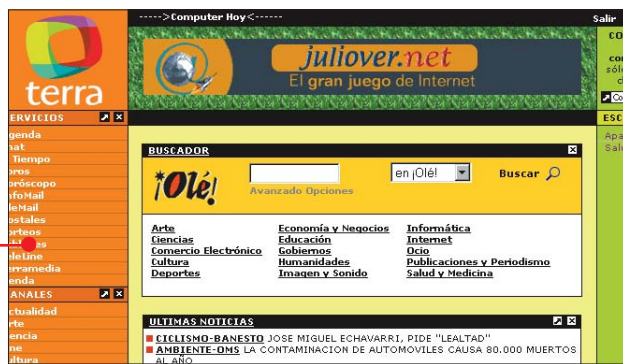 ----->Computer Hoy<------
Salir
terra
juliover.net
El gran juego de Internet
BUSCADOR
¡Olé!
en ¡Olé!
Buscar
Avanzado Opciones
Arte
Ciencias
Comercio Electrónico
Cultura
Deportes
Economía y Negocios
Educación
Gobiernos
Humanidades
Imagen y Sonido
Informática
Internet
Ocio
Publicaciones y Periodismo
Salud y Medicina
ULTIMAS NOTICIAS
CICLISMO-BANESTO JOSE MIGUEL ECHAVARRI, PIDE "LEALTAD"
AMBIENTE-OMS LA CONTAMINACION DE AUTOMOVILES CAUSA 80.000 MUERTOS
AL AÑO
ERVICIOS
genda
hat
Tiempo
oros
oróscopo
nfoMail
leMail
ostales
orteos
eleLine
erramedia
enda
ANALES
ctualidad
rte
encia
ne
ultura
CO
con
sólo
Co
ESC
Apa
Salu